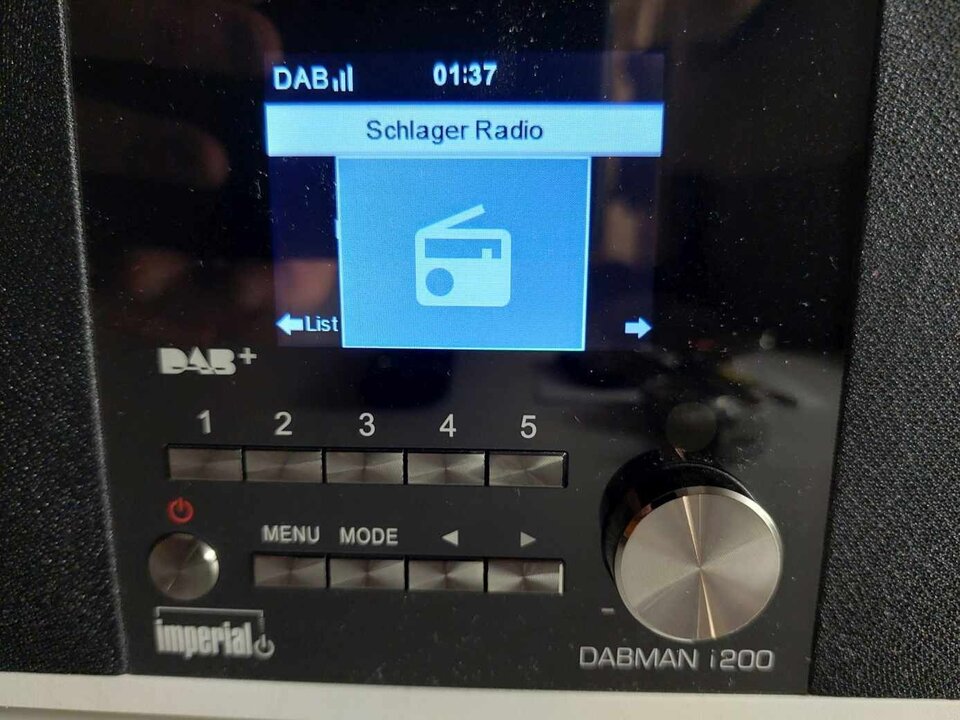 DAB 01:37
Schlager Radio
List
DAB+
1 2 3 4 5
MENU MODE
imperial
DABMAN i200